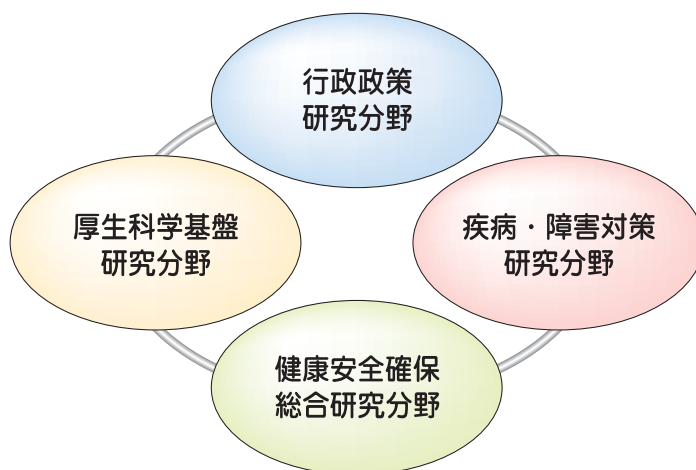 行政政策
研究分野
厚生科学基盤
研究分野
疾病・障害対策
研究分野
健康安全確保
総合研究分野